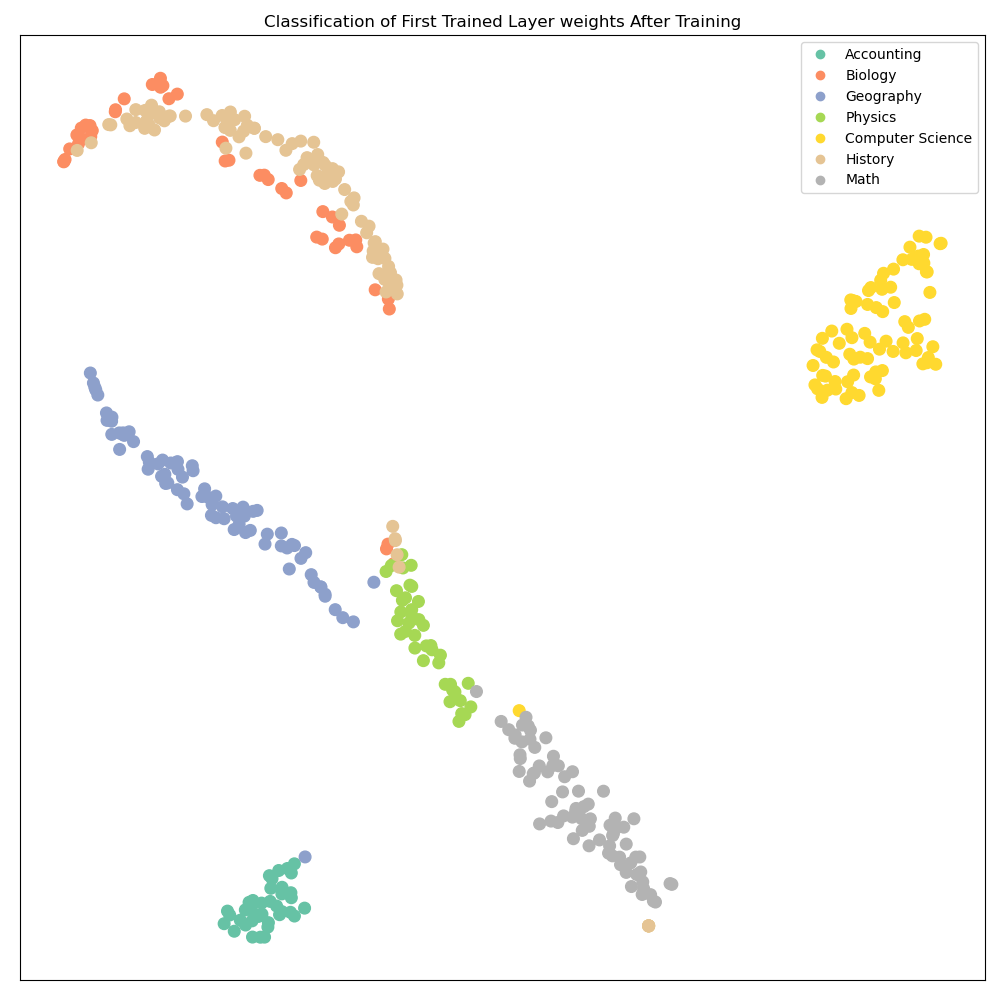 Classification of First Trained Layer weights After Training
Accounting
Biology
Geography
Physics
Computer Science
History
Math